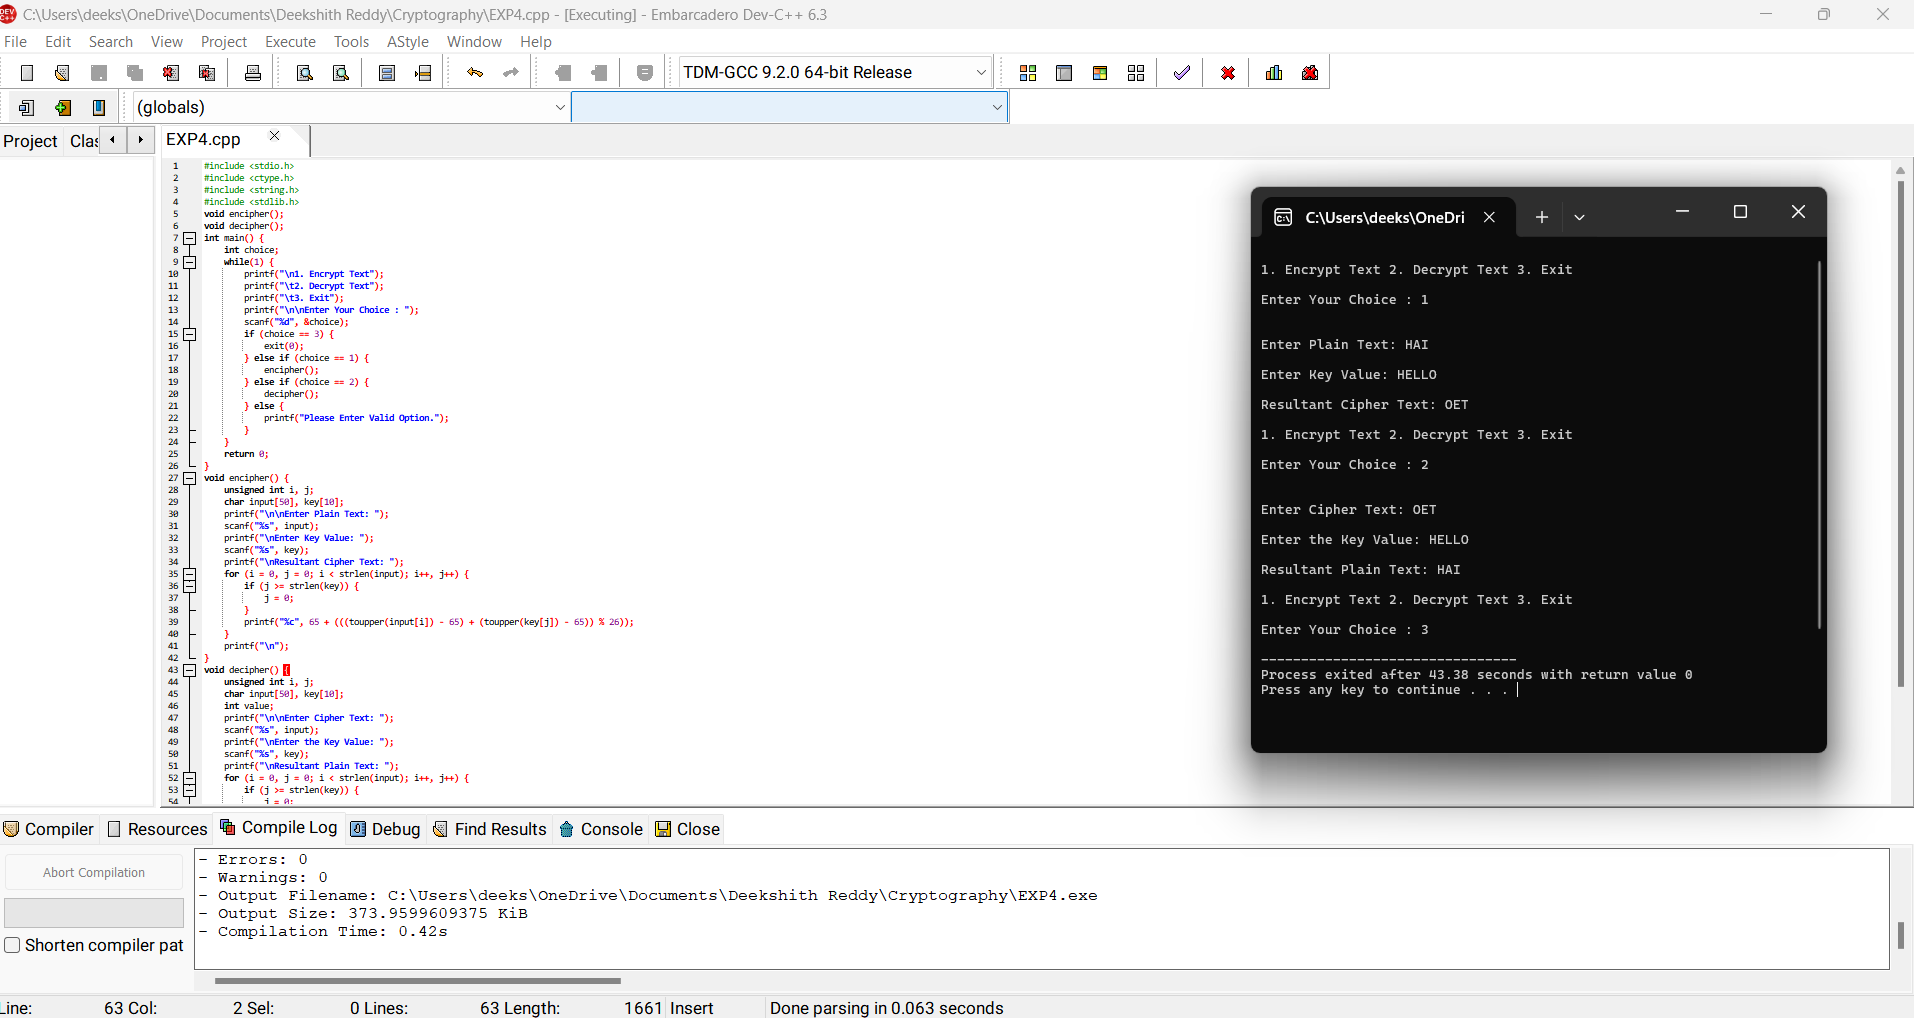 C:\Users\deeks\OneDrive\Documents\Deekshith Reddy\Cryptography\EXP4.cpp - [Executing] - Embarcadero Dev-C++ 6.3
File Edit Search View Project Execute Tools AStyle Window Help
TDM-GCC 9.2.0 64-bit Release
(globals)
Project Clas
EXP4.cpp
1 #include <stdio.h>
2 #include <ctype.h>
3 #include <string.h>
4 #include <stdlib.h>
5 void encipher();
6 void decipher();
7 int main() {
8 int choice;
9 while(1) {
10 printf("\n1. Encrypt Text");
11 printf("\t2. Decrypt Text");
12 printf("\t3. Exit");
13 printf("\n\nEnter Your Choice : ");
14 scanf("%d", &choice);
15 if (choice == 3) {
16 exit(0);
17 } else if (choice == 1) {
18 encipher();
19 } else if (choice == 2) {
20 decipher();
21 } else {
22 printf("Please Enter Valid Option.");
23 }
24 }
25 return 0;
26 }
27 void encipher() {
28 unsigned int i, j;
29 char input[50], key[10];
30 printf("\n\nEnter Plain Text: ");
31 scanf("%s", input);
32 printf("\nEnter Key Value: ");
33 scanf("%s", key);
34 printf("\nResultant Cipher Text: ");
35 for (i = 0, j = 0; i < strlen(input); i++, j++) {
36 if (j >= strlen(key)) {
37 j = 0;
38 }
39 printf("%c", 65 + (((toupper(input[i]) - 65) + (toupper(key[j]) - 65)) % 26));
40 }
41 printf("\n");
42 }
43 void decipher() {
44 unsigned int i, j;
45 char input[50], key[10];
46 int value;
47 printf("\n\nEnter Cipher Text: ");
48 scanf("%s", input);
49 printf("\nEnter the Key Value: ");
50 scanf("%s", key);
51 printf("\nResultant Plain Text: ");
52 for (i = 0, j = 0; i < strlen(input); i++, j++) {
53 if (j >= strlen(key)) {
54 j = 0;
C:\Users\deeks\OneDri
1. Encrypt Text 2. Decrypt Text 3. Exit
Enter Your Choice : 1
Enter Plain Text: HAI
Enter Key Value: HELLO
Resultant Cipher Text: OET
1. Encrypt Text 2. Decrypt Text 3. Exit
Enter Your Choice : 2
Enter Cipher Text: OET
Enter the Key Value: HELLO
Resultant Plain Text: HAI
1. Encrypt Text 2. Decrypt Text 3. Exit
Enter Your Choice : 3
--------------------------------
Process exited after 43.38 seconds with return value 0
Press any key to continue . . .
Compiler Resources Compile Log Debug Find Results Console Close
Abort Compilation
Shorten compiler pat
- Errors: 0
- Warnings: 0
- Output Filename: C:\Users\deeks\OneDrive\Documents\Deekshith Reddy\Cryptography\EXP4.exe
- Output Size: 373.9599609375 KiB
- Compilation Time: 0.42s
Line: 63 Col: 2 Sel: 0 Lines: 63 Length: 1661 Insert Done parsing in 0.063 seconds